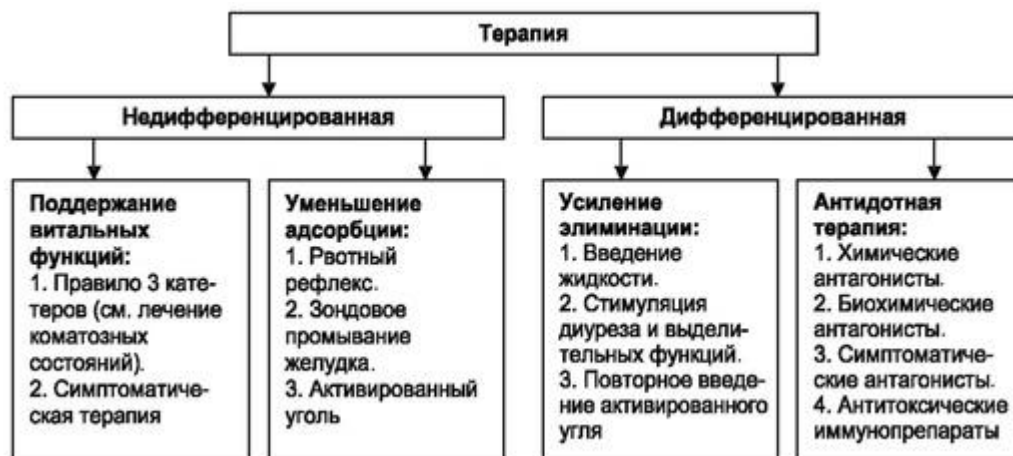 Терапия
Недифференцированная
Дифференцированная
Поддержание
витальных
функций:
1. Правило 3 кате-
теров (см. лечение
коматозных
состояний).
2. Симптоматиче-
ская терапия
Уменьшение
адсорбции:
1. Рвотный
рефлекс.
2. Зондовое
промывание
желудка.
3. Активированный
уголь
Усиление
элиминации:
1. Введение
жидкости.
2. Стимуляция
диуреза и выдели-
тельных функций.
3. Повторное введе-
ние активированного
угля
Антидотная
терапия:
1. Химические
антагонисты.
2. Биохимические
антагонисты.
3. Симптоматиче-
ские антагонисты.
4. Антитоксические
иммунопрепараты